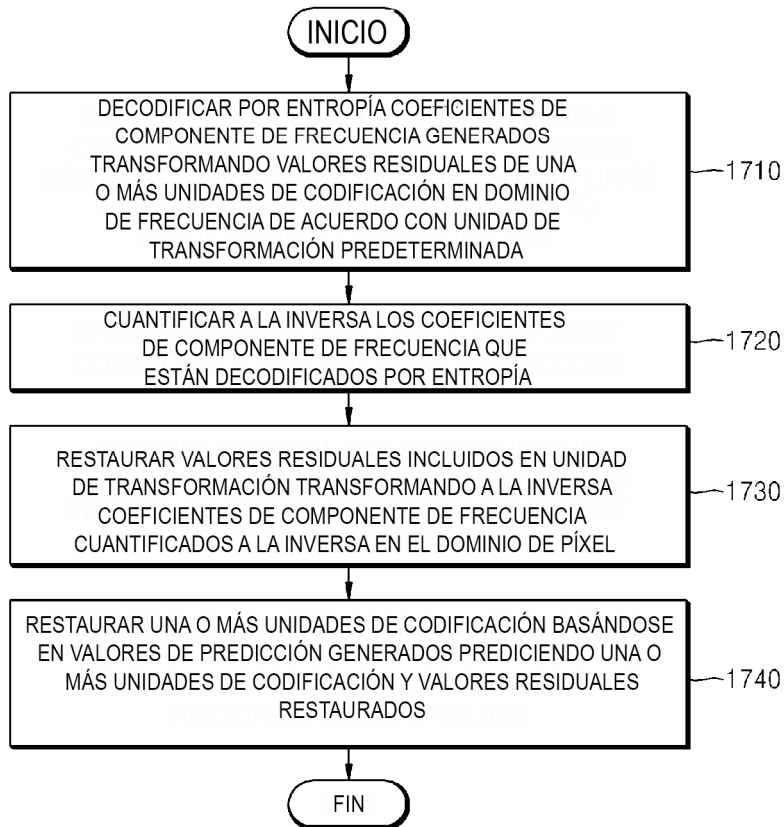 INICIO
DECODIFICAR POR ENTROPÍA COEFICIENTES DE
COMPONENTE DE FRECUENCIA GENERADOS
TRANSFORMANDO VALORES RESIDUALES DE UNA
O MÁS UNIDADES DE CODIFICACIÓN EN DOMINIO
DE FRECUENCIA DE ACUERDO CON UNIDAD DE
TRANSFORMACIÓN PREDETERMINADA
1710
CUANTIFICAR A LA INVERSA LOS COEFICIENTES
DE COMPONENTE DE FRECUENCIA QUE
ESTÁN DECODIFICADOS POR ENTROPÍA
1720
RESTAURAR VALORES RESIDUALES INCLUIDOS EN UNIDAD
DE TRANSFORMACIÓN TRANSFORMANDO A LA INVERSA
COEFICIENTES DE COMPONENTE DE FRECUENCIA
CUANTIFICADOS A LA INVERSA EN EL DOMINIO DE PÍXEL
1730
RESTAURAR UNA O MÁS UNIDADES DE CODIFICACIÓN BASÁNDOSE
EN VALORES DE PREDICCIÓN GENERADOS PREDICIENDO UNA O
MÁS UNIDADES DE CODIFICACIÓN Y VALORES RESIDUALES
RESTAURADOS
1740
FIN